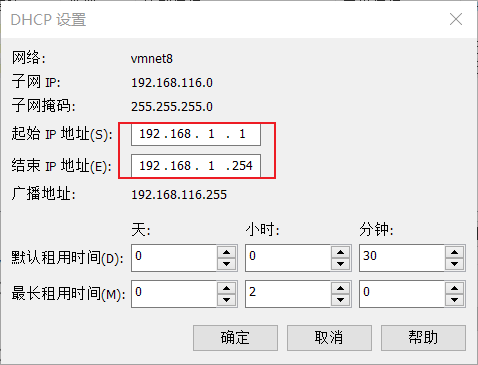 DHCP 设置
网络: vmnet8
子网 IP: 192.168.116.0
子网掩码: 255.255.255.0
起始 IP 地址(S): 192 . 168 . 1 . 1
结束 IP 地址(E): 192 . 168 . 1 . 254
广播地址: 192.168.116.255
天: 小时: 分钟:
默认租用时间(D): 0 0 30
最长租用时间(M): 0 2 0
确定 取消 帮助